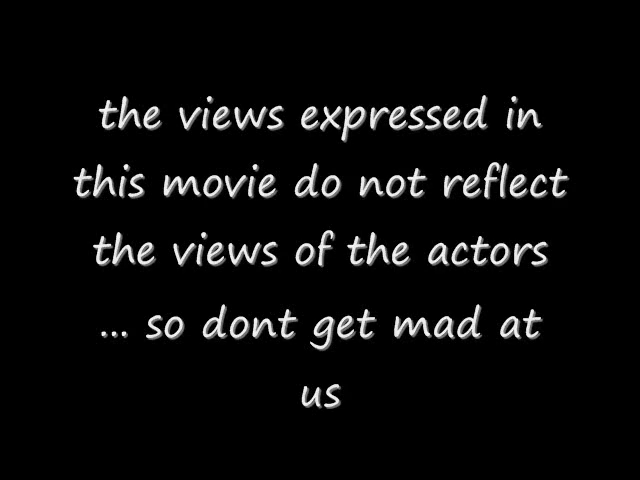 the views expressed in
this movie do not reflect
the views of the actors
... so dont get mad at
us